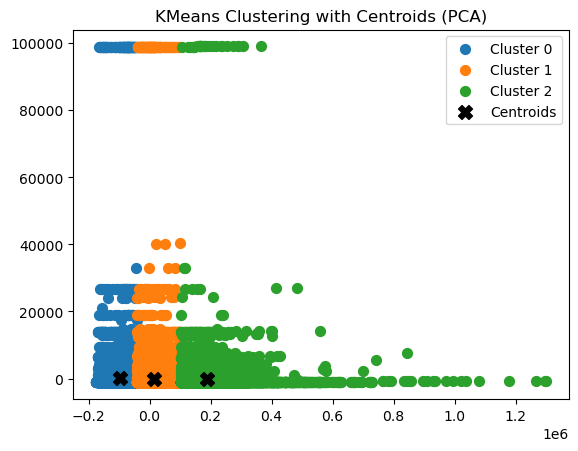 KMeans Clustering with Centroids (PCA)
100000
80000
60000
40000
20000
0
Cluster 0
Cluster 1
Cluster 2
Centroids
−0.2 0.0 0.2 0.4 0.6 0.8 1.0 1.2
1e6